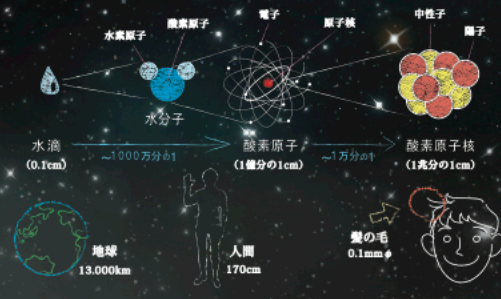 電子
原子核
中性子
陽子
酸素原子
水素原子
水分子
水滴
(0.1cm)
～1000万分の1
酸素原子
(1億分の1cm)
～1万分の1
酸素原子核
(1兆分の1cm)
地球
13.000km
人間
170cm
髪の毛
0.1mm